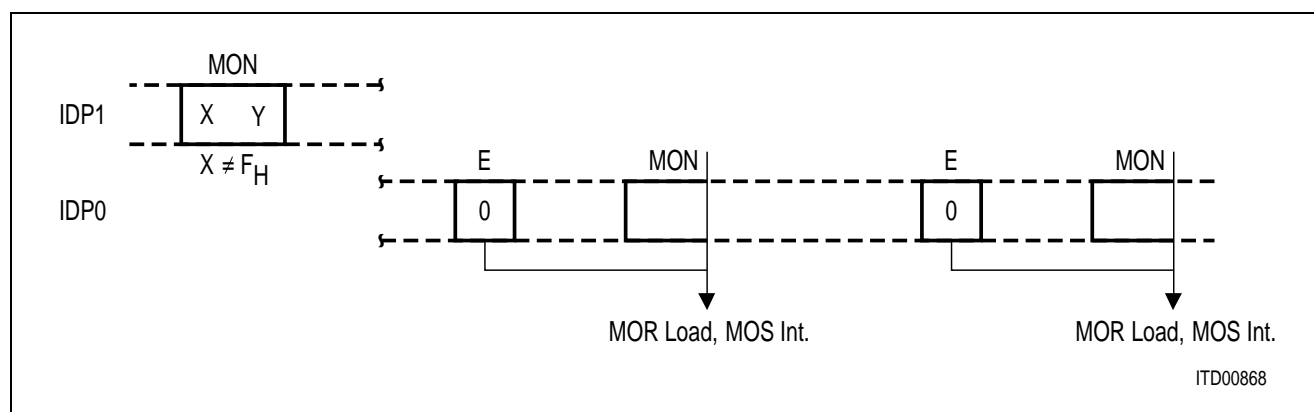 MON
IDP1
X Y
X ≠ FH
E MON E MON
IDP0
0 0
MOR Load, MOS Int. MOR Load, MOS Int.
ITD00868